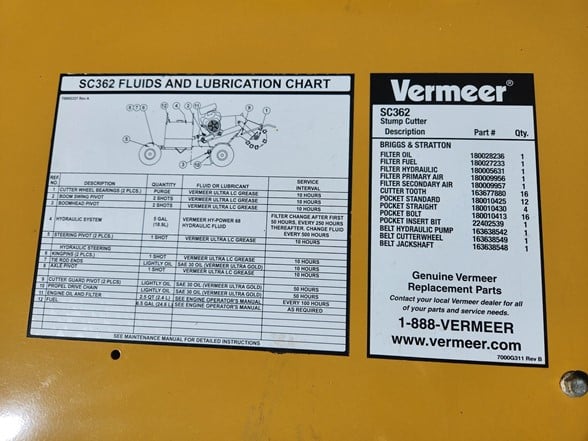 SC362 FLUIDS AND LUBRICATION CHART
REF. NO. DESCRIPTION QUANTITY FLUID OR LUBRICANT SERVICE INTERVAL
1 CUTTER WHEEL BEARINGS (2 PLCS.) 1 SHOT VERMEER ULTRA LC GREASE 10 HOURS
2 BOOM SWING PIVOT 2 SHOTS VERMEER ULTRA LC GREASE 10 HOURS
3 BOOM/HEAD PIVOT 2 SHOTS VERMEER ULTRA LC GREASE 10 HOURS
4 HYDRAULIC SYSTEM 5 GAL (18.9L) VERMEER HY-POWER 68 HYDRAULIC FLUID FILTER CHANGE AFTER FIRST 50 HOURS, EVERY 250 HOURS THEREAFTER. CHANGE FLUID EVERY 500 HOURS
5 STEERING PIVOT (2 PLCS.) 1 SHOT VERMEER ULTRA LC GREASE 10 HOURS
HYDRAULIC STEERING
6 KINGPINS (2 PLCS.) 1 SHOT VERMEER ULTRA LC GREASE 10 HOURS
7 TIE ROD ENDS LIGHTLY OIL SAE 30 OIL (VERMEER ULTRA GOLD) 10 HOURS
8 AXLE PIVOT 1 SHOT VERMEER ULTRA LC GREASE 10 HOURS
9 CUTTER GUARD PIVOT (2 PLCS) LIGHTLY OIL SAE 30 OIL (VERMEER ULTRA GOLD) 50 HOURS
10 PROPEL DRIVE CHAIN LIGHTLY OIL SAE 30 OIL (VERMEER ULTRA GOLD) 50 HOURS
11 ENGINE OIL AND FILTER 2.5 QT (2.4 L) SEE ENGINE OPERATOR'S MANUAL EVERY 100 HOURS
12 FUEL 6.5 GAL (24.6 L) SEE ENGINE OPERATOR'S MANUAL AS REQUIRED
SEE MAINTENANCE MANUAL FOR DETAILED INSTRUCTIONS
Vermeer®
SC362
Stump Cutter
Description Part # Qty.
BRIGGS & STRATTON
FILTER OIL 180028236 1
FILTER FUEL 180027233 1
FILTER HYDRAULIC 180005631 1
FILTER PRIMARY AIR 180009956 1
FILTER SECONDARY AIR 180009957 1
CUTTER TOOTH 163677880 16
POCKET STANDARD 180010425 12
POCKET STRAIGHT 180010430 4
POCKET BOLT 180010413 16
POCKET INSERT BIT 22402539 1
BELT HYDRAULIC PUMP 163638542 1
BELT CUTTERWHEEL 163638549 1
BELT JACKSHAFT 163638548 1
Genuine Vermeer
Replacement Parts
Contact your local Vermeer dealer for all
of your parts and service needs.
1-888-VERMEER
www.vermeer.com
7000G311 Rev B